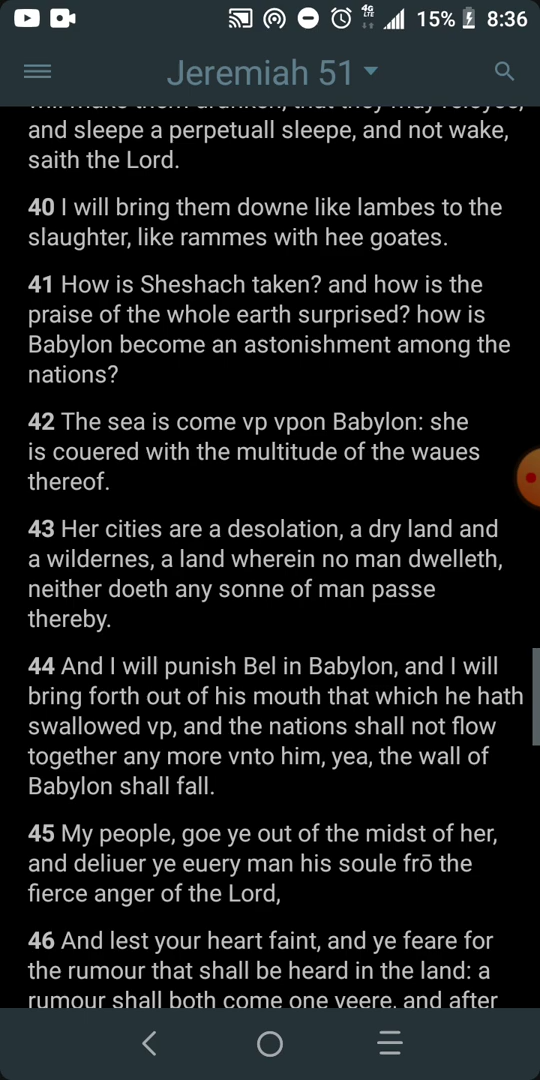 4G
LTE
15%
8:36
Jeremiah 51
and sleepe a perpetuall sleepe, and not wake,
saith the Lord.
40 I will bring them downe like lambes to the
slaughter, like rammes with hee goates.
41 How is Sheshach taken? and how is the
praise of the whole earth surprised? how is
Babylon become an astonishment among the
nations?
42 The sea is come vp vpon Babylon: she
is couered with the multitude of the waues
thereof.
43 Her cities are a desolation, a dry land and
a wildernes, a land wherein no man dwelleth,
neither doeth any sonne of man passe
thereby.
44 And I will punish Bel in Babylon, and I will
bring forth out of his mouth that which he hath
swallowed vp, and the nations shall not flow
together any more vnto him, yea, the wall of
Babylon shall fall.
45 My people, goe ye out of the midst of her,
and deliuer ye euery man his soule frō the
fierce anger of the Lord,
46 And lest your heart faint, and ye feare for
the rumour that shall be heard in the land: a
rumour shall both come one yeere, and after